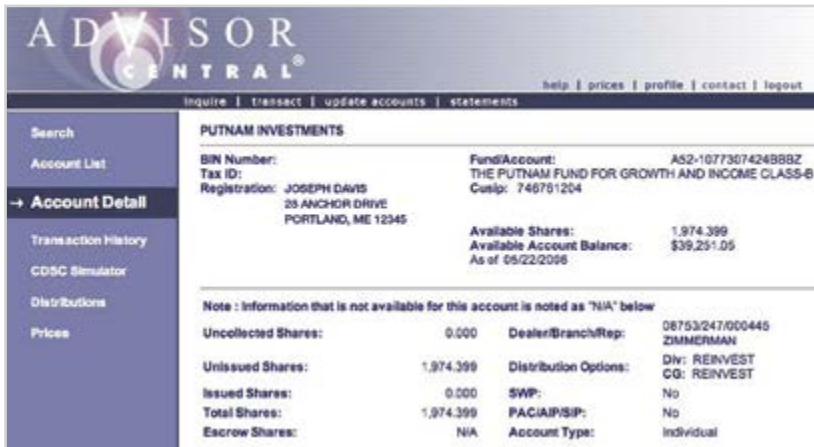 ADVISOR
CENTRAL®
help | prices | profile | contact | logout
inquire | transact | update accounts | statements
Search
Account List
→ Account Detail
Transaction History
CDSC Simulator
Distributions
Prices
PUTNAM INVESTMENTS
BIN Number:
Tax ID:
Registration: JOSEPH DAVIS
28 ANCHOR DRIVE
PORTLAND, ME 12345
Fund/Account: A52-1077307424BBBZ
THE PUTNAM FUND FOR GROWTH AND INCOME CLASS-B
Cusip: 746761204
Available Shares: 1,974.399
Available Account Balance: $39,251.05
As of 05/22/2006
Note : Information that is not available for this account is noted as "N/A" below
Uncollected Shares: 0.000 Dealer/Branch/Rep: 08753/247/000445
ZIMMERMAN
Unissued Shares: 1,974.399 Distribution Options: Div: REINVEST
CG: REINVEST
Issued Shares: 0.000 SWP: No
Total Shares: 1,974.399 PAC/AIP/SIP: No
Escrow Shares: N/A Account Type: Individual